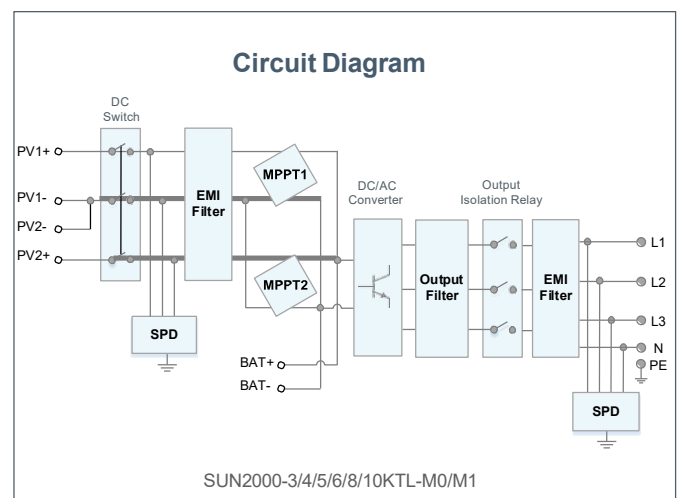 Circuit Diagram
DC
Switch
PV1+
PV1-
PV2-
PV2+
EMI
Filter
MPPT1
MPPT2
SPD
BAT+
BAT-
DC/AC
Converter
Output
Filter
Output
Isolation Relay
EMI
Filter
L1
L2
L3
N
PE
SPD
SUN2000-3/4/5/6/8/10KTL-M0/M1